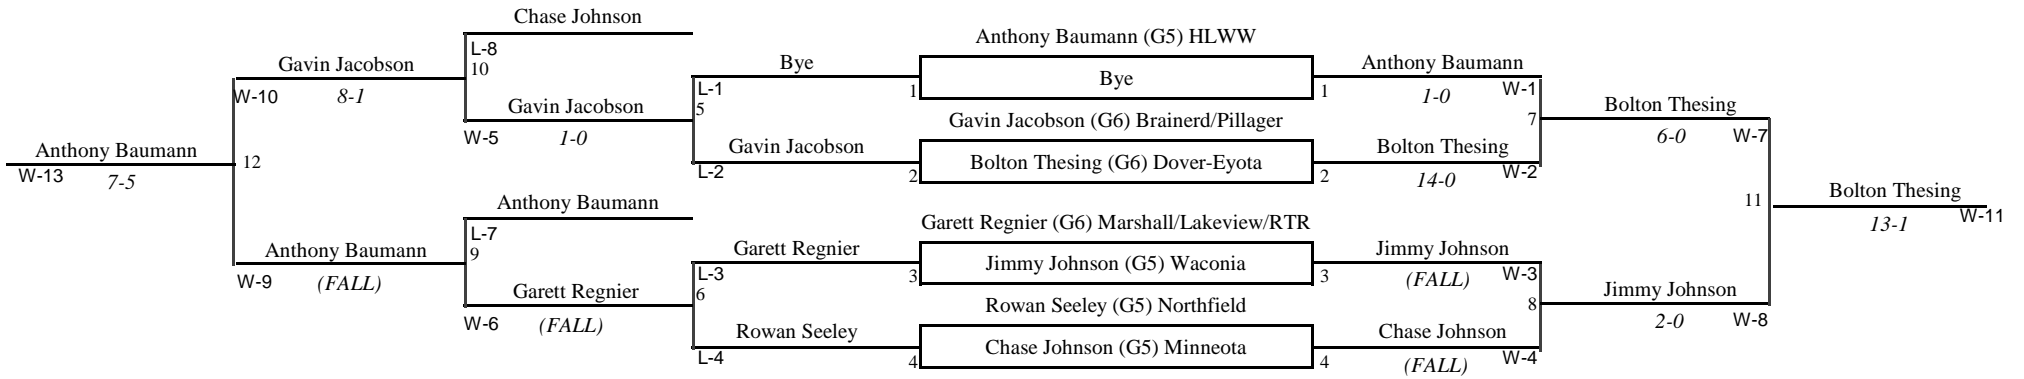 Chase Johnson
L-8
10
Gavin Jacobson
W-10
8-1
Gavin Jacobson
W-5
1-0
Anthony Baumann
W-13
7-5
12
Anthony Baumann
L-7
9
Anthony Baumann
W-9
(FALL)
Garett Regnier
W-6
(FALL)
Bye
L-1
5
Gavin Jacobson
L-2
Garett Regnier
L-3
6
Rowan Seeley
L-4
Anthony Baumann (G5) HLWW
1 Bye 1
Gavin Jacobson (G6) Brainerd/Pillager
2 Bolton Thesing (G6) Dover-Eyota 2
Garett Regnier (G6) Marshall/Lakeview/RTR
3 Jimmy Johnson (G5) Waconia 3
Rowan Seeley (G5) Northfield
4 Chase Johnson (G5) Minneota 4
Anthony Baumann
1-0
W-1
7
Bolton Thesing
14-0
W-2
Jimmy Johnson
(FALL)
W-3
8
Chase Johnson
(FALL)
W-4
Bolton Thesing
6-0
W-7
11
Jimmy Johnson
2-0
W-8
Bolton Thesing
13-1
W-11